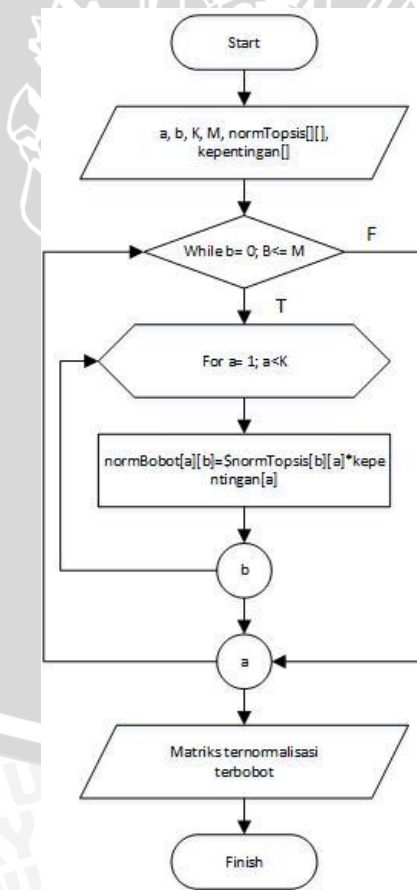 Start
a, b, K, M, normTopsis[][],
kepentingan[]
While b= 0; B<= M
F
T
For a= 1; a<K
normBobot[a][b]=$normTopsis[b][a]*kepe
ntingan[a]
b
a
Matriks ternormalisasi
terbobot
Finish